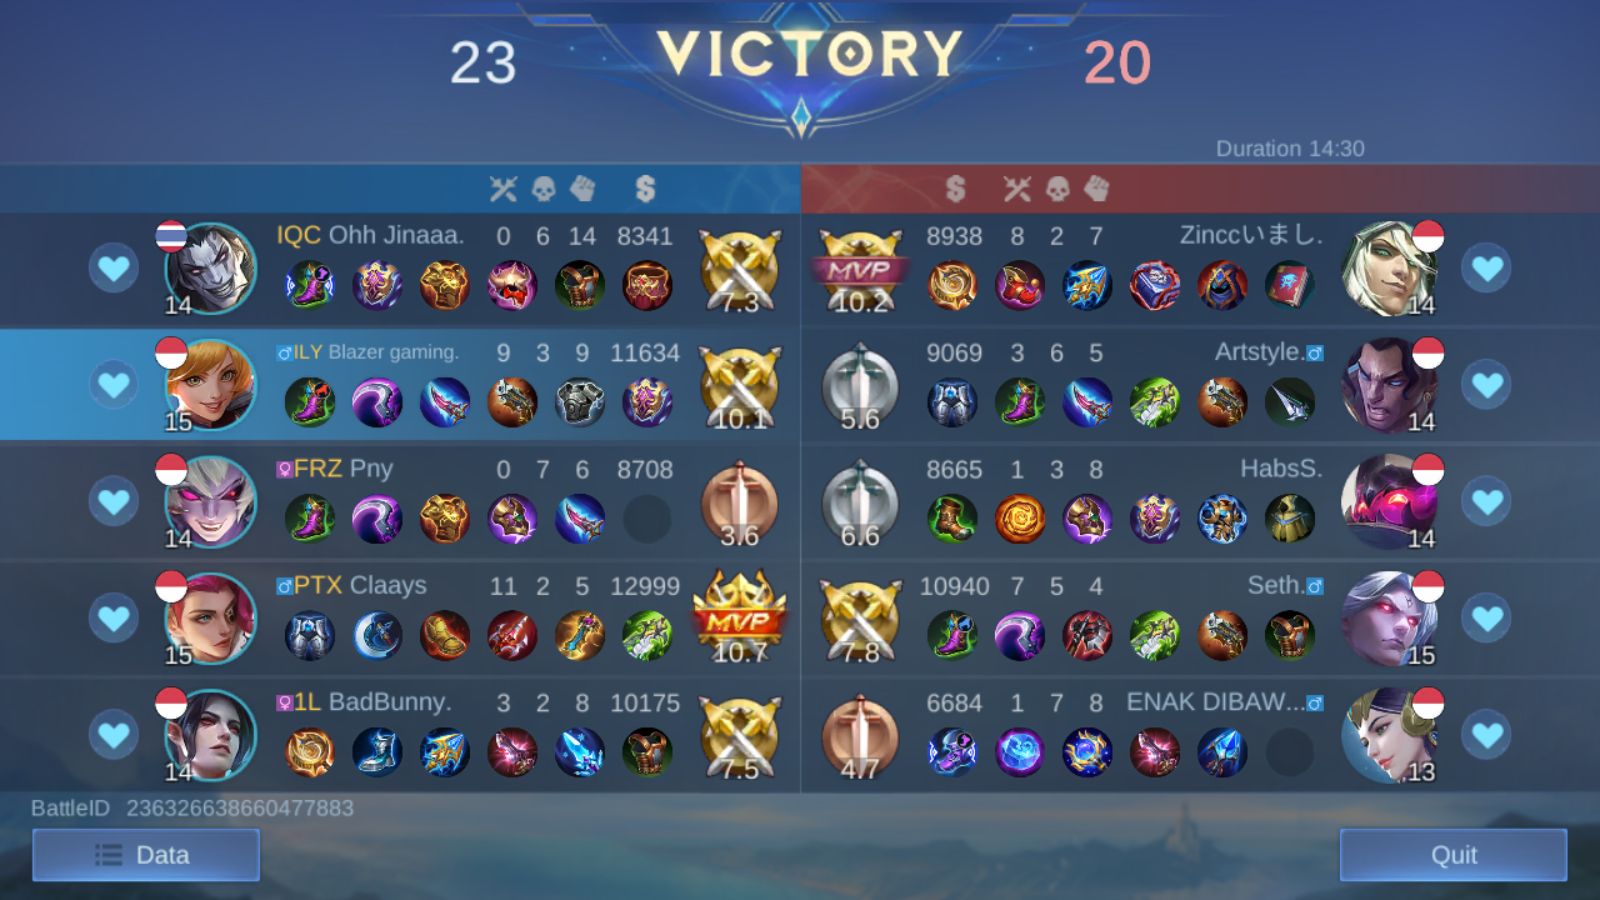 23 VICTORY 20
Duration 14:30
IQC Ohh Jinaaa. 0 6 14 8341
14 7.3
MVP 8938 8 2 7 Zinccいまし.
10.2 14
ILY Blazer gaming. 9 3 9 11634
15 10.1
9069 3 6 5 Artstyle.
5.6 14
FRZ Pny 0 7 6 8708
14 3.6
8665 1 3 8 HabsS.
6.6 14
PTX Claays 11 2 5 12999 MVP
15 10.7
10940 7 5 4 Seth.
7.8 15
1L BadBunny. 3 2 8 10175
14 7.5
6684 1 7 8 ENAK DIBAW...
4.7 13
BattleID 236326638660477883
Data
Quit